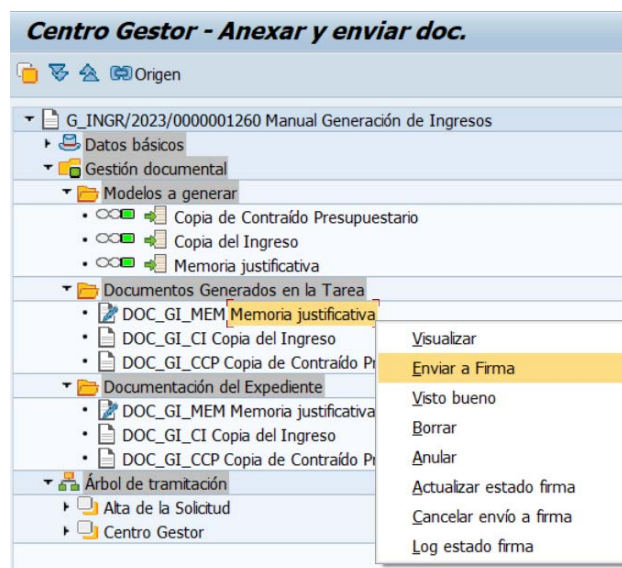 Centro Gestor - Anexar y enviar doc.
Origen
G_INGR/2023/0000001260 Manual Generación de Ingresos
Datos básicos
Gestión documental
Modelos a generar
Copia de Contraído Presupuestario
Copia del Ingreso
Memoria justificativa
Documentos Generados en la Tarea
DOC_GI_MEM Memoria justificativa
DOC_GI_CI Copia del Ingreso
DOC_GI_CCP Copia de Contraído Pr
Documentación del Expediente
DOC_GI_MEM Memoria justificativa
DOC_GI_CI Copia del Ingreso
DOC_GI_CCP Copia de Contraído Pr
Árbol de tramitación
Alta de la Solicitud
Centro Gestor
Visualizar
Enviar a Firma
Visto bueno
Borrar
Anular
Actualizar estado firma
Cancelar envío a firma
Log estado firma